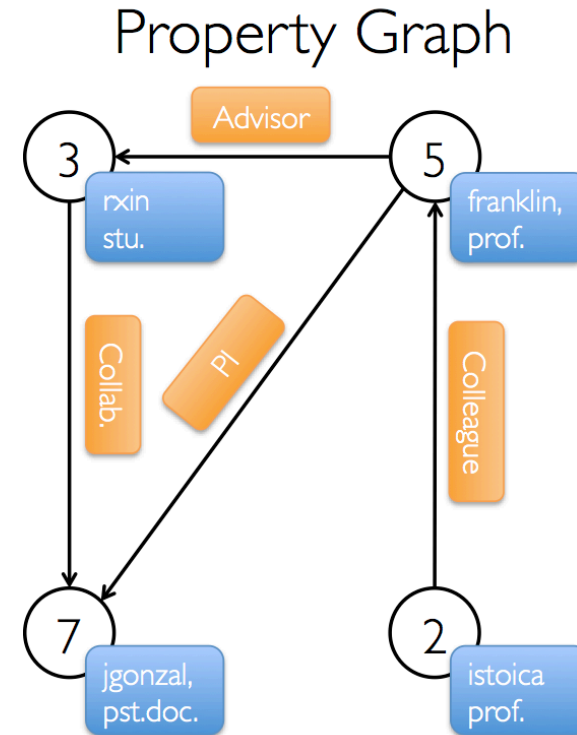 Property Graph
Advisor
3
5
rxin
stu.
franklin,
prof.
Collab.
PI
Colleague
7
2
jgonzal,
pst.doc.
istoica
prof.